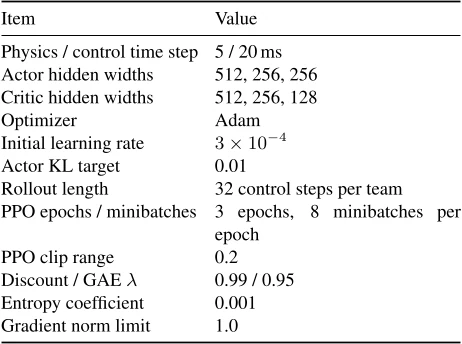 Item Value
Physics / control time step 5 / 20 ms
Actor hidden widths 512, 256, 256
Critic hidden widths 512, 256, 128
Optimizer Adam
Initial learning rate 3 × 10⁻⁴
Actor KL target 0.01
Rollout length 32 control steps per team
PPO epochs / minibatches 3 epochs, 8 minibatches per
epoch
PPO clip range 0.2
Discount / GAE λ 0.99 / 0.95
Entropy coefficient 0.001
Gradient norm limit 1.0